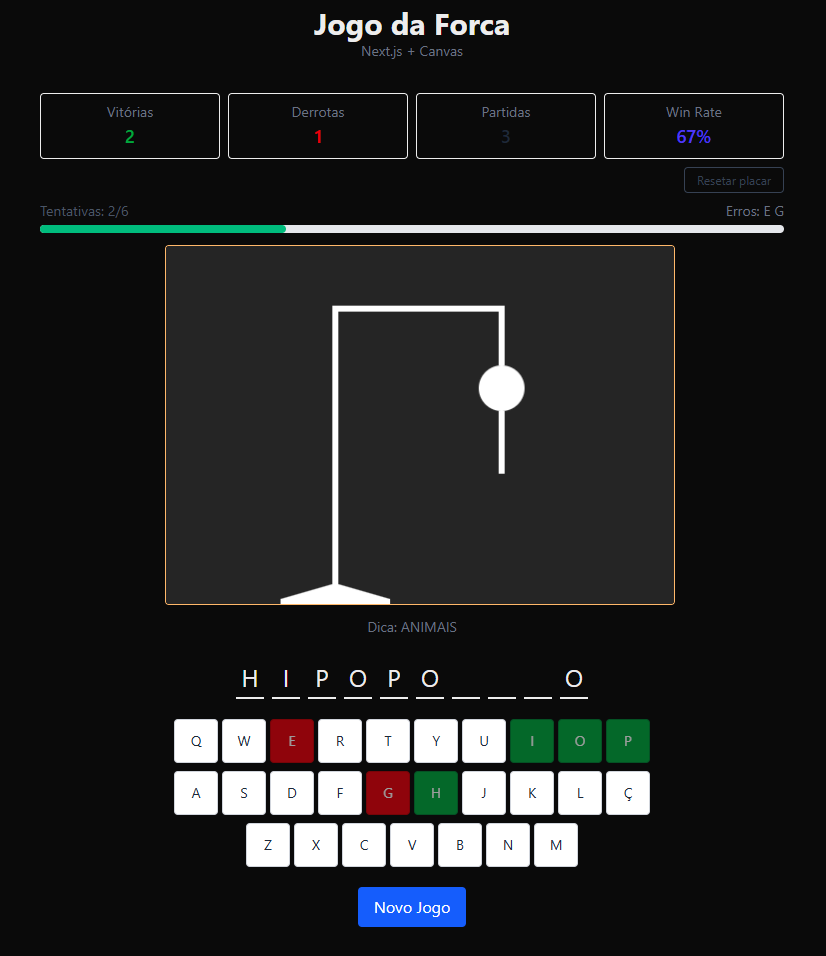 Jogo da Forca
Next.js + Canvas
Vitórias Derrotas Partidas Win Rate
2 1 3 67%
Resetar placar
Tentativas: 2/6 Erros: E G
Dica: ANIMAIS
H I P O P O _ _ _ O
Q W E R T Y U I O P
A S D F G H J K L Ç
Z X C V B N M
Novo Jogo